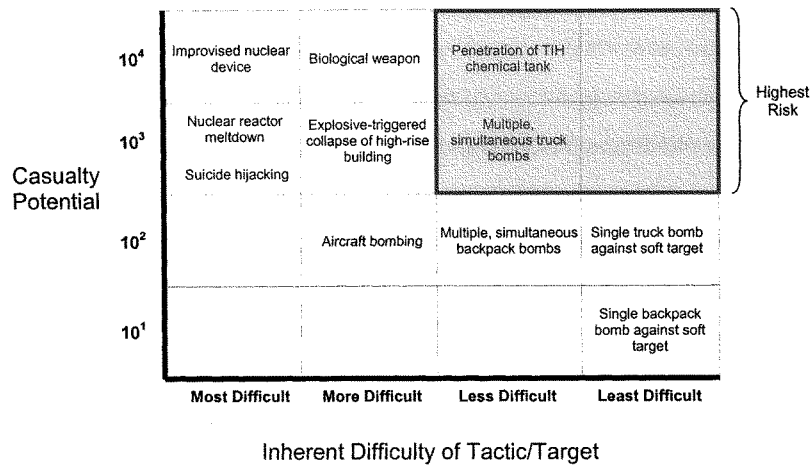 Casualty
Potential
10⁴
Improvised nuclear
device
Biological weapon
Penetration of TIH
chemical tank
Highest
Risk
10³
Nuclear reactor
meltdown
Suicide hijacking
Explosive-triggered
collapse of high-rise
building
Multiple,
simultaneous truck
bombs
10²
Aircraft bombing
Multiple, simultaneous
backpack bombs
Single truck bomb
against soft target
10¹
Single backpack
bomb against soft
target
Most Difficult
More Difficult
Less Difficult
Least Difficult
Inherent Difficulty of Tactic/Target